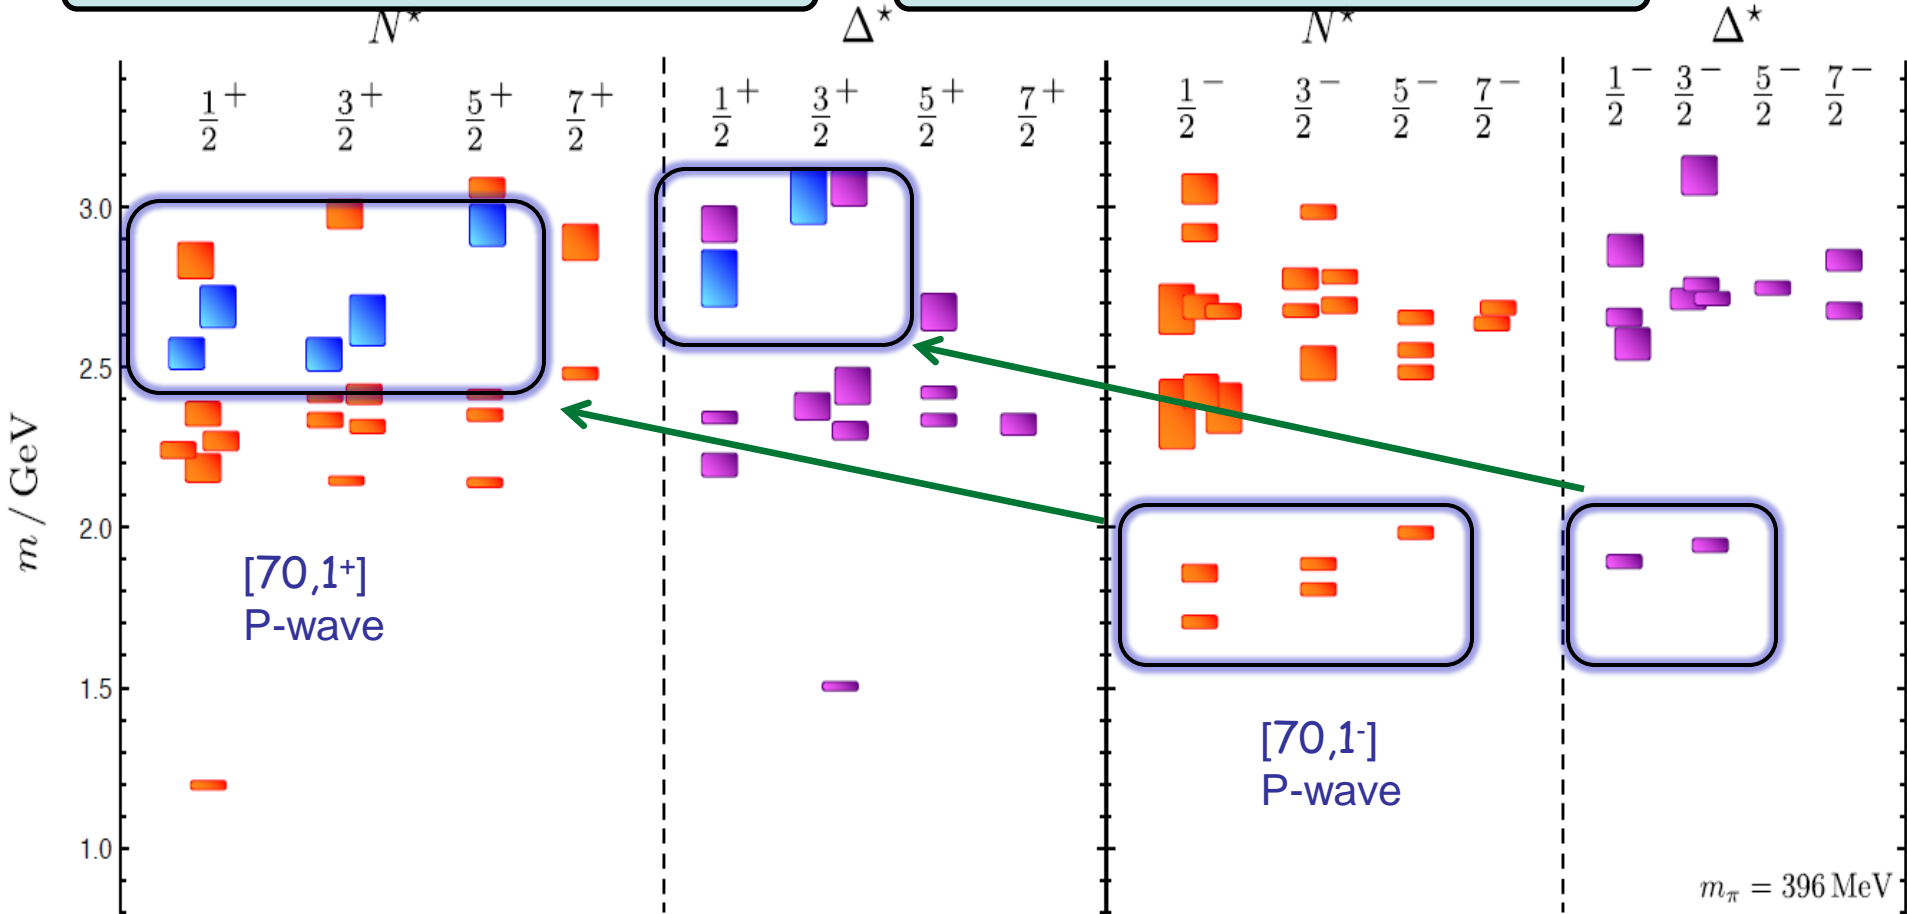 N* Δ* N* Δ*
1/2+ 3/2+ 5/2+ 7/2+ 1/2+ 3/2+ 5/2+ 7/2+ 1/2- 3/2- 5/2- 7/2- 1/2- 3/2- 5/2- 7/2-
3.0
2.5
m / GeV
2.0
[70,1+]
P-wave
1.5
[70,1-]
P-wave
1.0
mπ = 396 MeV